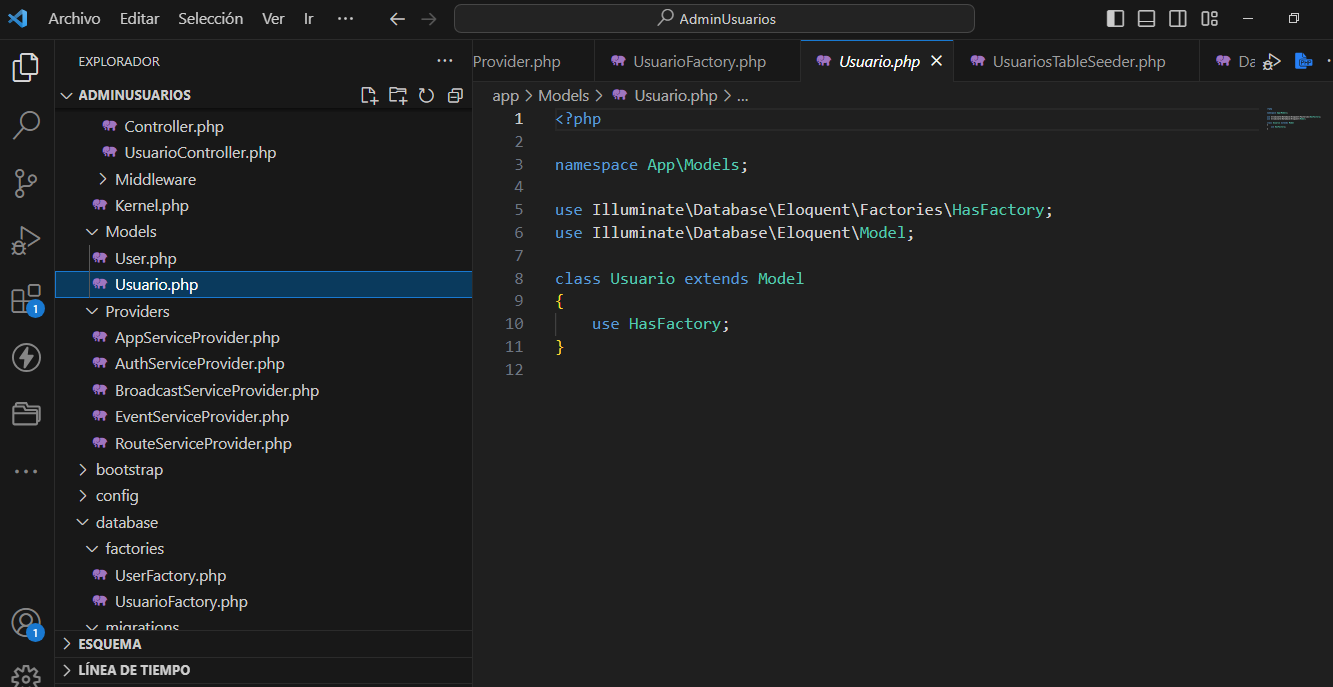 Archivo Editar Selección Ver Ir ··· AdminUsuarios
EXPLORADOR ···
ADMINUSUARIOS
Controller.php
UsuarioController.php
Middleware
Kernel.php
Models
User.php
Usuario.php
Providers
AppServiceProvider.php
AuthServiceProvider.php
BroadcastServiceProvider.php
EventServiceProvider.php
RouteServiceProvider.php
bootstrap
config
database
factories
UserFactory.php
UsuarioFactory.php
migrations
ESQUEMA
LÍNEA DE TIEMPO
1
1
Provider.php UsuarioFactory.php Usuario.php UsuariosTableSeeder.php Da
app > Models > Usuario.php > ...
1 <?php
2
3 namespace App\Models;
4
5 use Illuminate\Database\Eloquent\Factories\HasFactory;
6 use Illuminate\Database\Eloquent\Model;
7
8 class Usuario extends Model
9 {
10 use HasFactory;
11 }
12